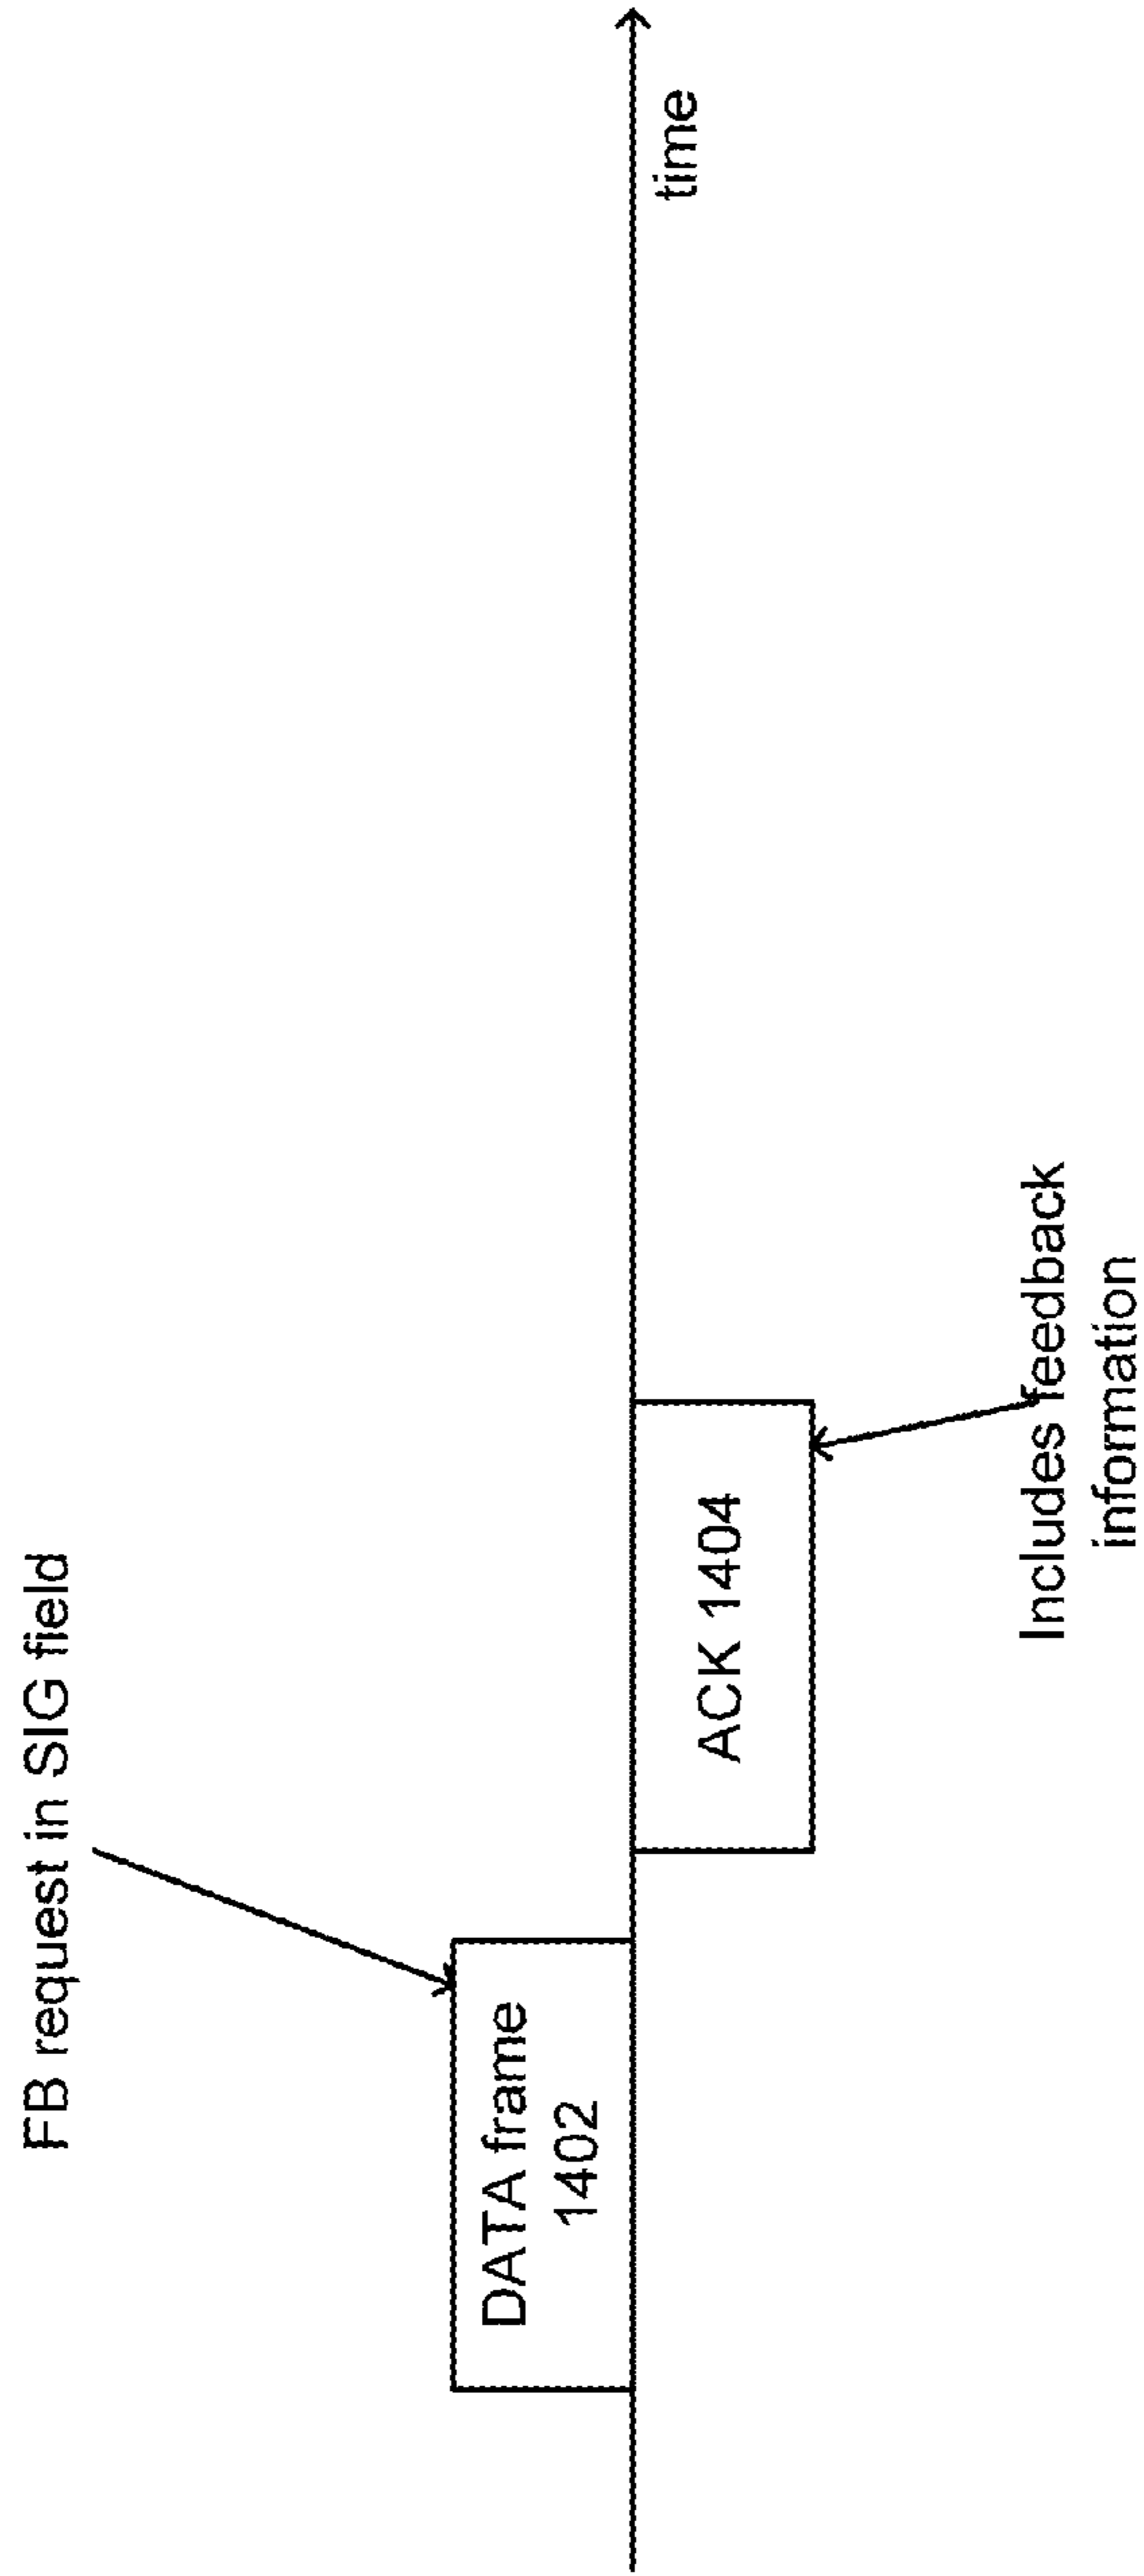 FB request in SIG field
DATA frame
1402
ACK 1404
time
Includes feedback
information